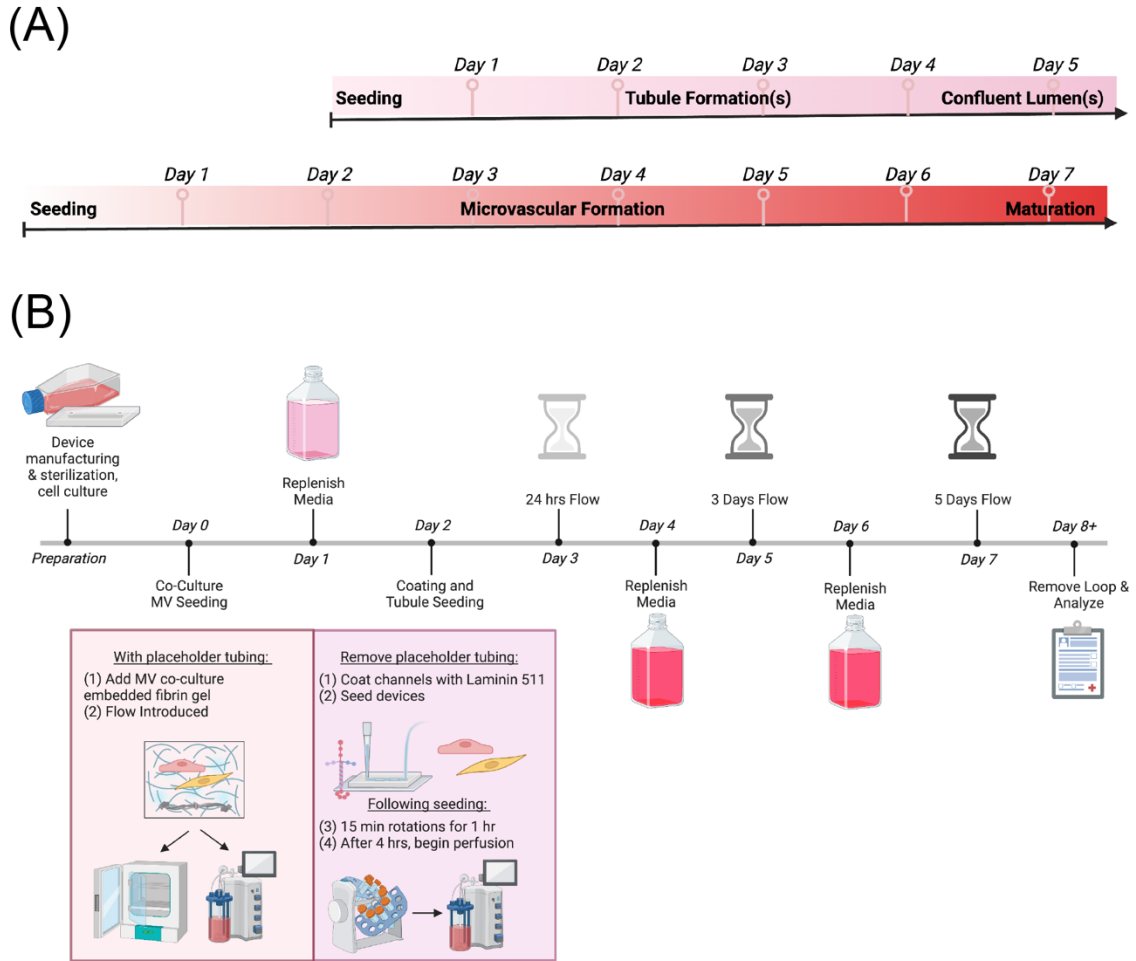 (A)
Day 1 Day 2 Day 3 Day 4 Day 5
Seeding Tubule Formation(s) Confluent Lumen(s)
Day 1 Day 2 Day 3 Day 4 Day 5 Day 6 Day 7
Seeding Microvascular Formation Maturation
(B)
Device
manufacturing
& sterilization,
cell culture
Replenish
Media
24 hrs Flow
3 Days Flow
5 Days Flow
Day 0 Day 2 Day 4 Day 6 Day 8+
Preparation Day 1 Day 3 Day 5 Day 7
Co-Culture
MV Seeding
Coating and
Tubule Seeding
Replenish
Media
Replenish
Media
Remove Loop &
Analyze
With placeholder tubing:
(1) Add MV co-culture
embedded fibrin gel
(2) Flow Introduced
Remove placeholder tubing:
(1) Coat channels with Laminin 511
(2) Seed devices
Following seeding:
(3) 15 min rotations for 1 hr
(4) After 4 hrs, begin perfusion